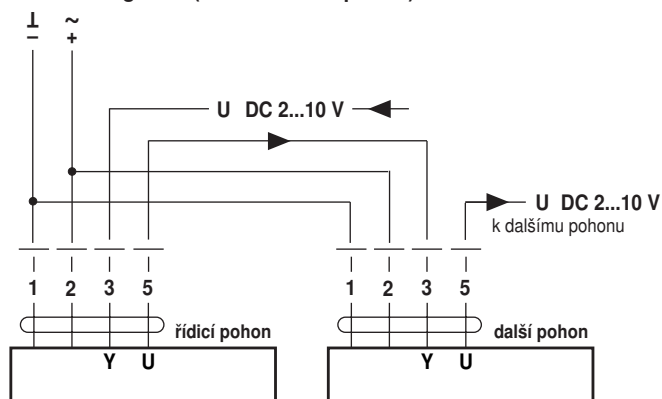 ⊥ ~
– +
U DC 2...10 V
U DC 2...10 V
k dalšímu pohonu
1 2 3 5
1 2 3 5
řídicí pohon
další pohon
Y U
Y U